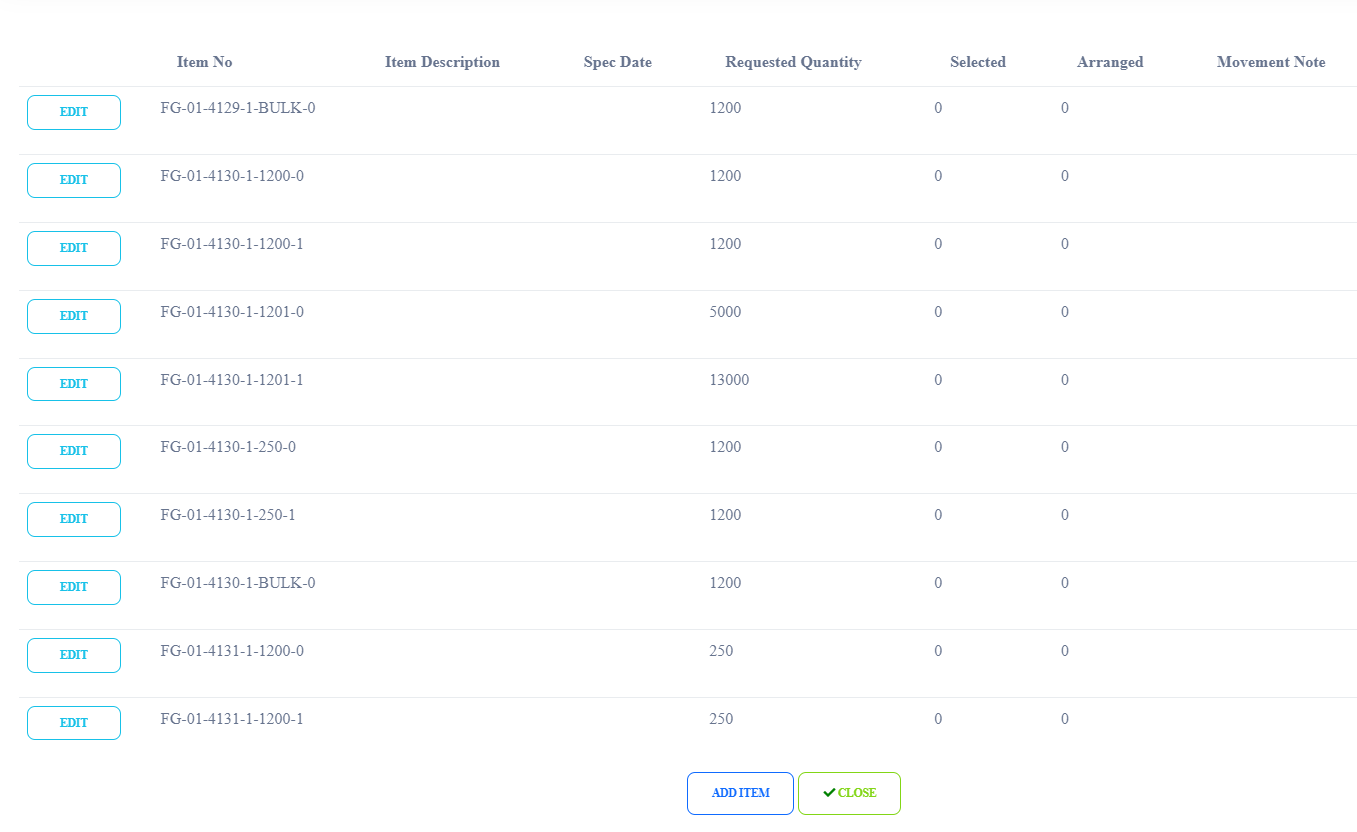 Item No Item Description Spec Date Requested Quantity Selected Arranged Movement Note
EDIT FG-01-4129-1-BULK-0 1200 0 0
EDIT FG-01-4130-1-1200-0 1200 0 0
EDIT FG-01-4130-1-1200-1 1200 0 0
EDIT FG-01-4130-1-1201-0 5000 0 0
EDIT FG-01-4130-1-1201-1 13000 0 0
EDIT FG-01-4130-1-250-0 1200 0 0
EDIT FG-01-4130-1-250-1 1200 0 0
EDIT FG-01-4130-1-BULK-0 1200 0 0
EDIT FG-01-4131-1-1200-0 250 0 0
EDIT FG-01-4131-1-1200-1 250 0 0
ADD ITEM CLOSE